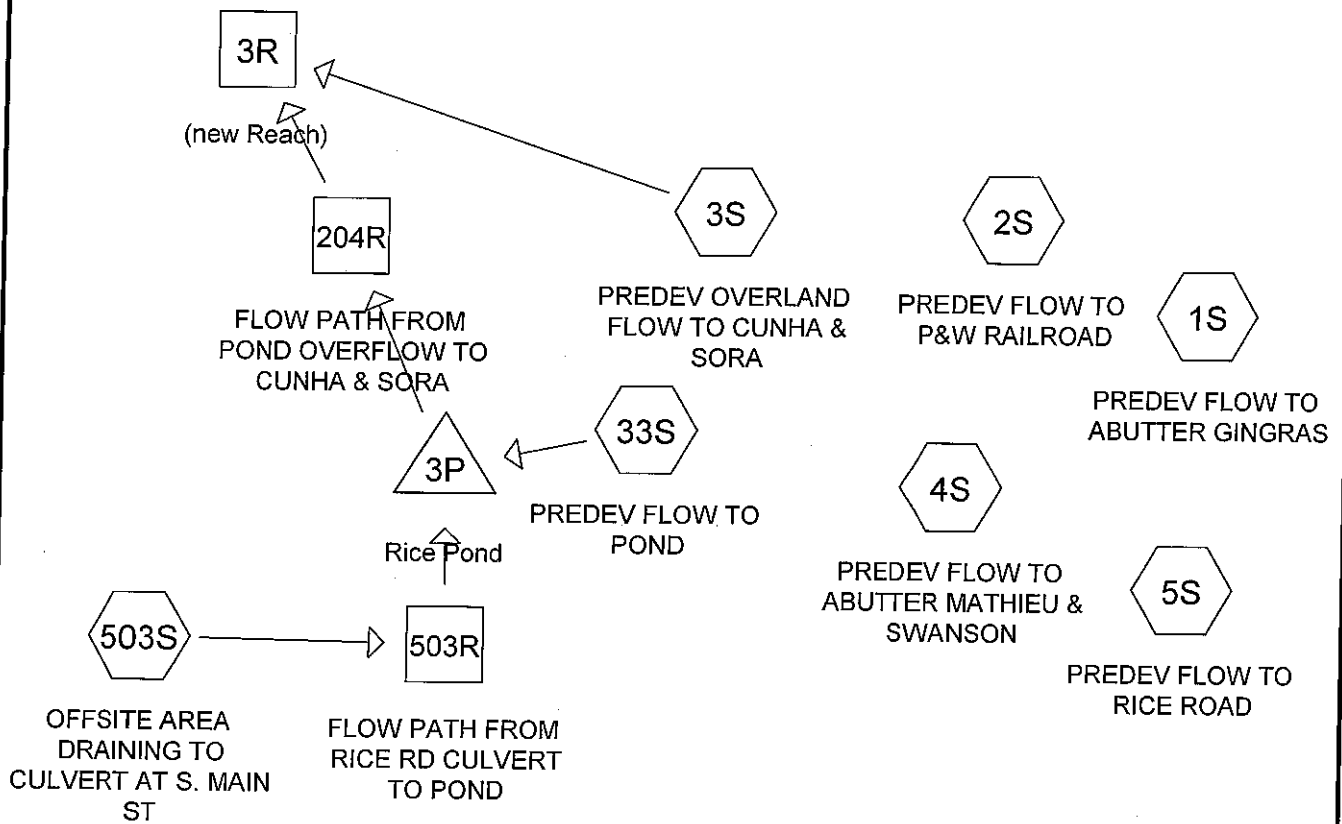 3R
(new Reach)
204R
FLOW PATH FROM
POND OVERFLOW TO
CUNHA & SORA
3S
PREDEV OVERLAND
FLOW TO CUNHA &
SORA
2S
PREDEV FLOW TO
P&W RAILROAD
1S
PREDEV FLOW TO
ABUTTER GINGRAS
33S
PREDEV FLOW TO
POND
3P
Rice Pond
4S
PREDEV FLOW TO
ABUTTER MATHIEU &
SWANSON
5S
PREDEV FLOW TO
RICE ROAD
503S
OFFSITE AREA
DRAINING TO
CULVERT AT S. MAIN
ST
503R
FLOW PATH FROM
RICE RD CULVERT
TO POND